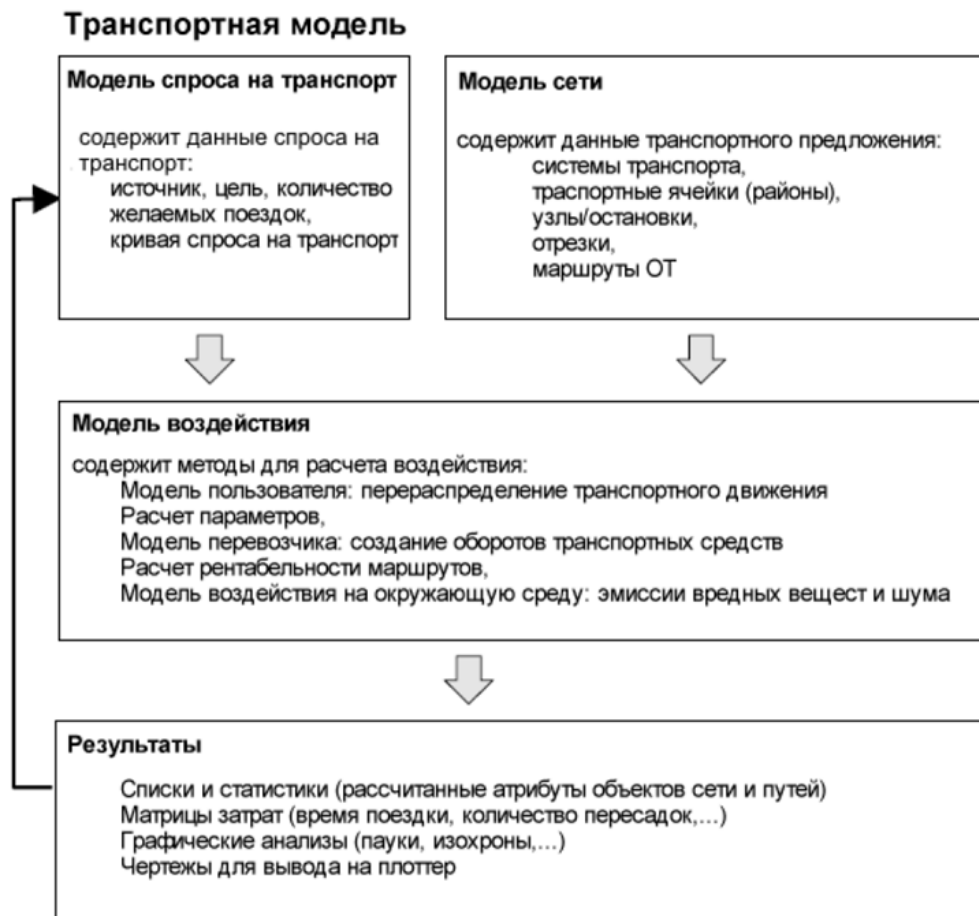 Транспортная модель
Модель спроса на транспорт
содержит данные спроса на
транспорт:
источник, цель, количество
желаемых поездок,
кривая спроса на транспорт
Модель сети
содержит данные транспортного предложения:
системы транспорта,
траспортные ячейки (районы),
узлы/остановки,
отрезки,
маршруты ОТ
Модель воздействия
содержит методы для расчета воздействия:
Модель пользователя: перераспределение транспортного движения
Расчет параметров,
Модель перевозчика: создание оборотов транспортных средств
Расчет рентабельности маршрутов,
Модель воздействия на окружающую среду: эмиссии вредных вещест и шума
Результаты
Списки и статистики (рассчитанные атрибуты объектов сети и путей)
Матрицы затрат (время поездки, количество пересадок,...)
Графические анализы (пауки, изохроны,...)
Чертежы для вывода на плоттер